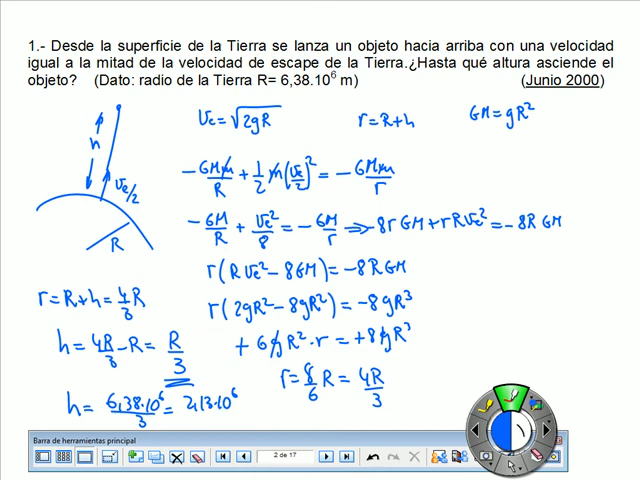 1.- Desde la superficie de la Tierra se lanza un objeto hacia arriba con una velocidad
igual a la mitad de la velocidad de escape de la Tierra.¿Hasta qué altura asciende el
objeto? (Dato: radio de la Tierra R= 6,38.10⁶ m) (Junio 2000)
h
ve/2
R
ve = √2gR r = R+h GM = gR²
-GMm/R + 1/2 m(ve/2)² = -GMm/r
-GM/R + ve²/8 = -GM/r ⇒ -8rGM + rRve² = -8RGM
r(Rve² - 8GM) = -8RGM
r = R+h = 4/3 R
r(2gR² - 8gR²) = -8gR³
h = 4R/3 - R = R/3
+6gR²·r = +8gR³
r = 8/6 R = 4R/3
h = 6,38·10⁶/3 = 2,13·10⁶
Barra de herramientas principal
2 de 17